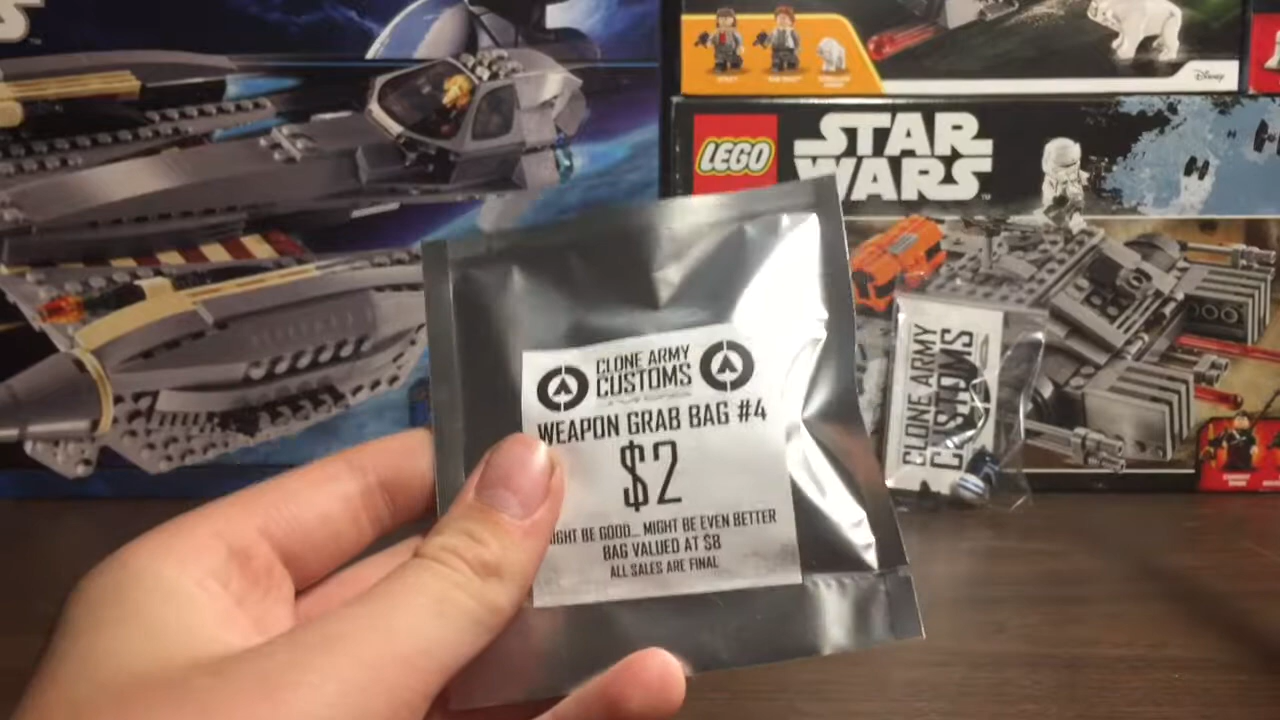 Disney
LEGO
STAR
WARS
CLONE ARMY
CUSTOMS
WEAPON GRAB BAG #4
$2
MIGHT BE GOOD... MIGHT BE EVEN BETTER
BAG VALUED AT $8
ALL SALES ARE FINAL
CLONE ARMY
CUSTOMS